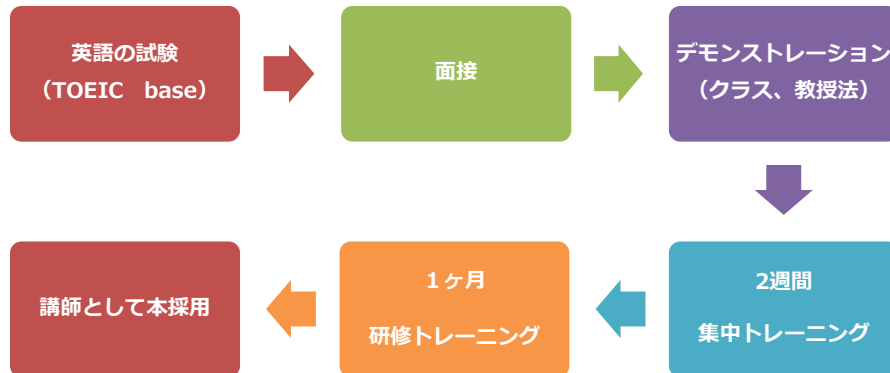 英語の試験
（TOEIC　base）
面接
デモンストレーション
（クラス、教授法）
2週間
集中トレーニング
１ヶ月
研修トレーニング
講師として本採用